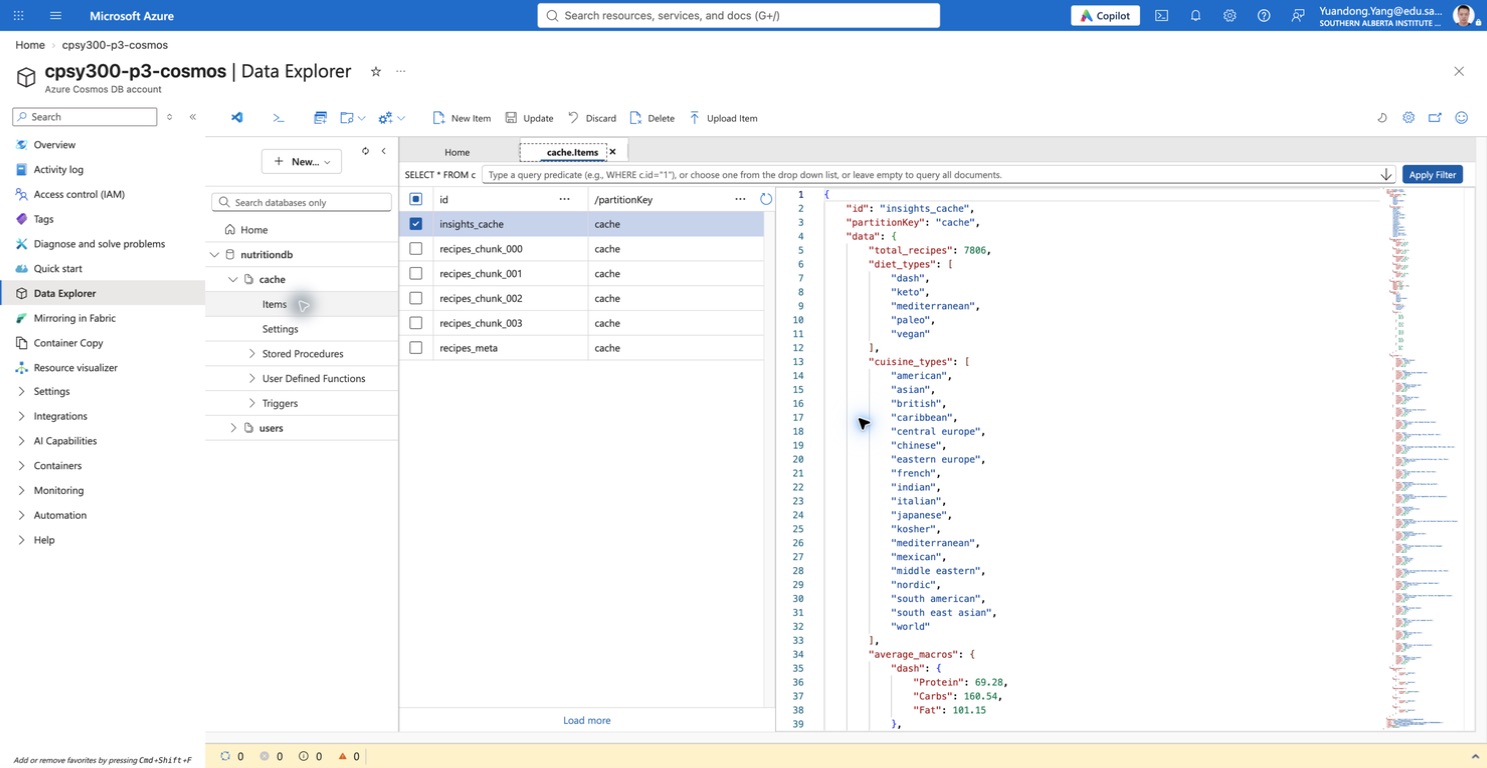 Microsoft Azure
Search resources, services, and docs (G+/)
Copilot
Yuandong.Yang@edu.sa...
SOUTHERN ALBERTA INSTITUTE ...
Home > cpsy300-p3-cosmos
cpsy300-p3-cosmos | Data Explorer
Azure Cosmos DB account
Search
Overview
Activity log
Access control (IAM)
Tags
Diagnose and solve problems
Quick start
Data Explorer
Mirroring in Fabric
Container Copy
Resource visualizer
Settings
Integrations
AI Capabilities
Containers
Monitoring
Automation
Help
Add or remove favorites by pressing Cmd+Shift+F
New Item
Update
Discard
Delete
Upload Item
+ New...
Search databases only
Home
nutritiondb
cache
Items
Settings
Stored Procedures
User Defined Functions
Triggers
users
Home
cache.Items
SELECT * FROM c
Type a query predicate (e.g., WHERE c.id="1"), or choose one from the drop down list, or leave empty to query all documents.
Apply Filter
id ... /partitionKey ...
insights_cache cache
recipes_chunk_000 cache
recipes_chunk_001 cache
recipes_chunk_002 cache
recipes_chunk_003 cache
recipes_meta cache
Load more
1 {
2 "id": "insights_cache",
3 "partitionKey": "cache",
4 "data": {
5 "total_recipes": 7806,
6 "diet_types": [
7 "dash",
8 "keto",
9 "mediterranean",
10 "paleo",
11 "vegan"
12 ],
13 "cuisine_types": [
14 "american",
15 "asian",
16 "british",
17 "caribbean",
18 "central europe",
19 "chinese",
20 "eastern europe",
21 "french",
22 "indian",
23 "italian",
24 "japanese",
25 "kosher",
26 "mediterranean",
27 "mexican",
28 "middle eastern",
29 "nordic",
30 "south american",
31 "south east asian",
32 "world"
33 ],
34 "average_macros": {
35 "dash": {
36 "Protein": 69.28,
37 "Carbs": 160.54,
38 "Fat": 101.15
39 },
0 0 0 0